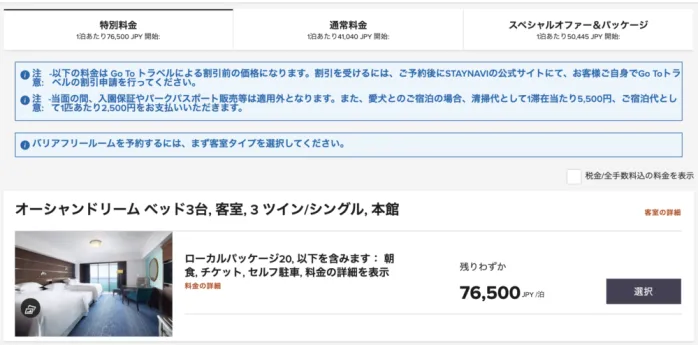 特別料金
1泊あたり76,500 JPY 開始:
通常料金
1泊あたり41,040 JPY 開始:
スペシャルオファー&パッケージ
1泊あたり50,445 JPY 開始:
注 -以下の料金は Go To トラベルによる割引前の価格になります。割引を受けるには、ご予約後にSTAYNAVIの公式サイトにて、お客様ご自身でGo Toトラ
意: ベルの割引申請を行ってください。
注 -当面の間、入園保証やパークパスポート販売等は適用外となります。また、愛犬とのご宿泊の場合、清掃代として1滞在当たり5,500円、ご宿泊代とし
意: て1匹あたり2,500円をお支払いいただきます。
バリアフリールームを予約するには、まず客室タイプを選択してください。
税金/全手数料込の料金を表示
オーシャンドリーム ベッド3台, 客室, 3 ツイン/シングル, 本館
客室の詳細
ローカルパッケージ20, 以下を含みます: 朝
食, チケット, セルフ駐車, 料金の詳細を表示
料金の詳細
残りわずか
76,500 JPY /泊
選択